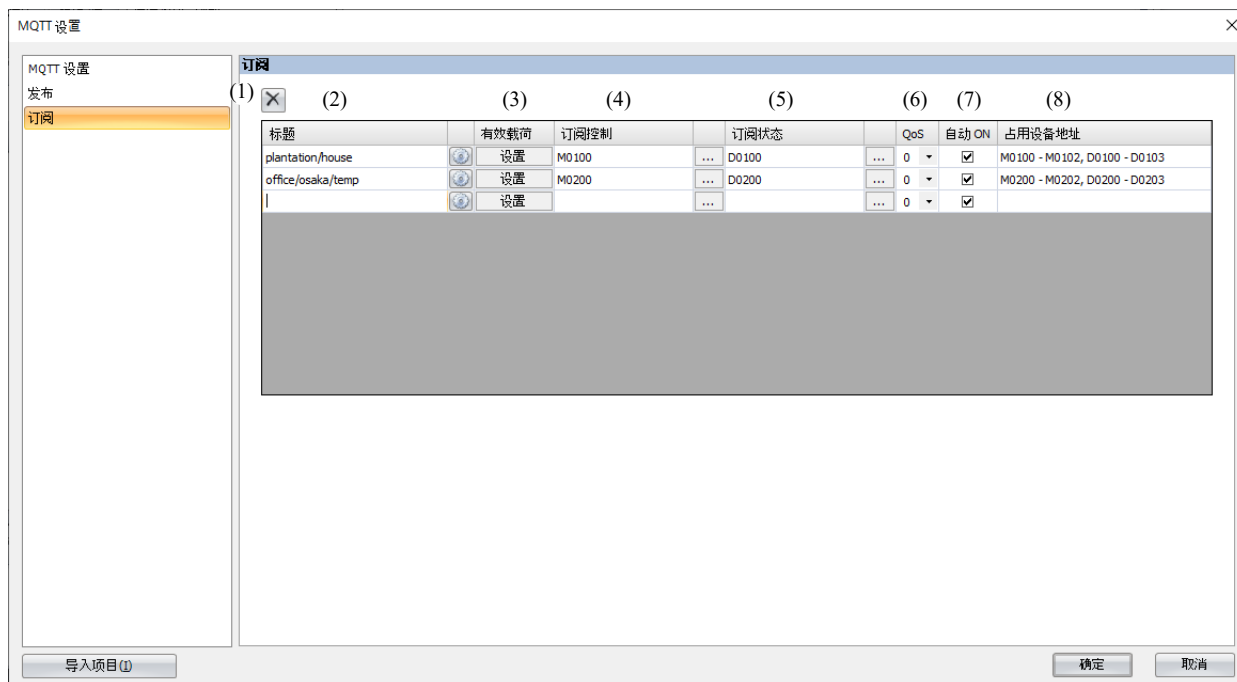 MQTT 设置
MQTT 设置
发布
订阅
订阅
(1) (2) (3) (4) (5) (6) (7) (8)
标题 有效载荷 订阅控制 订阅状态 QoS 自动 ON 占用设备地址
plantation/house 设置 M0100 ... D0100 ... 0 M0100 - M0102, D0100 - D0103
office/osaka/temp 设置 M0200 ... D0200 ... 0 M0200 - M0202, D0200 - D0203
设置 ... ... 0
导入项目(I) 确定 取消